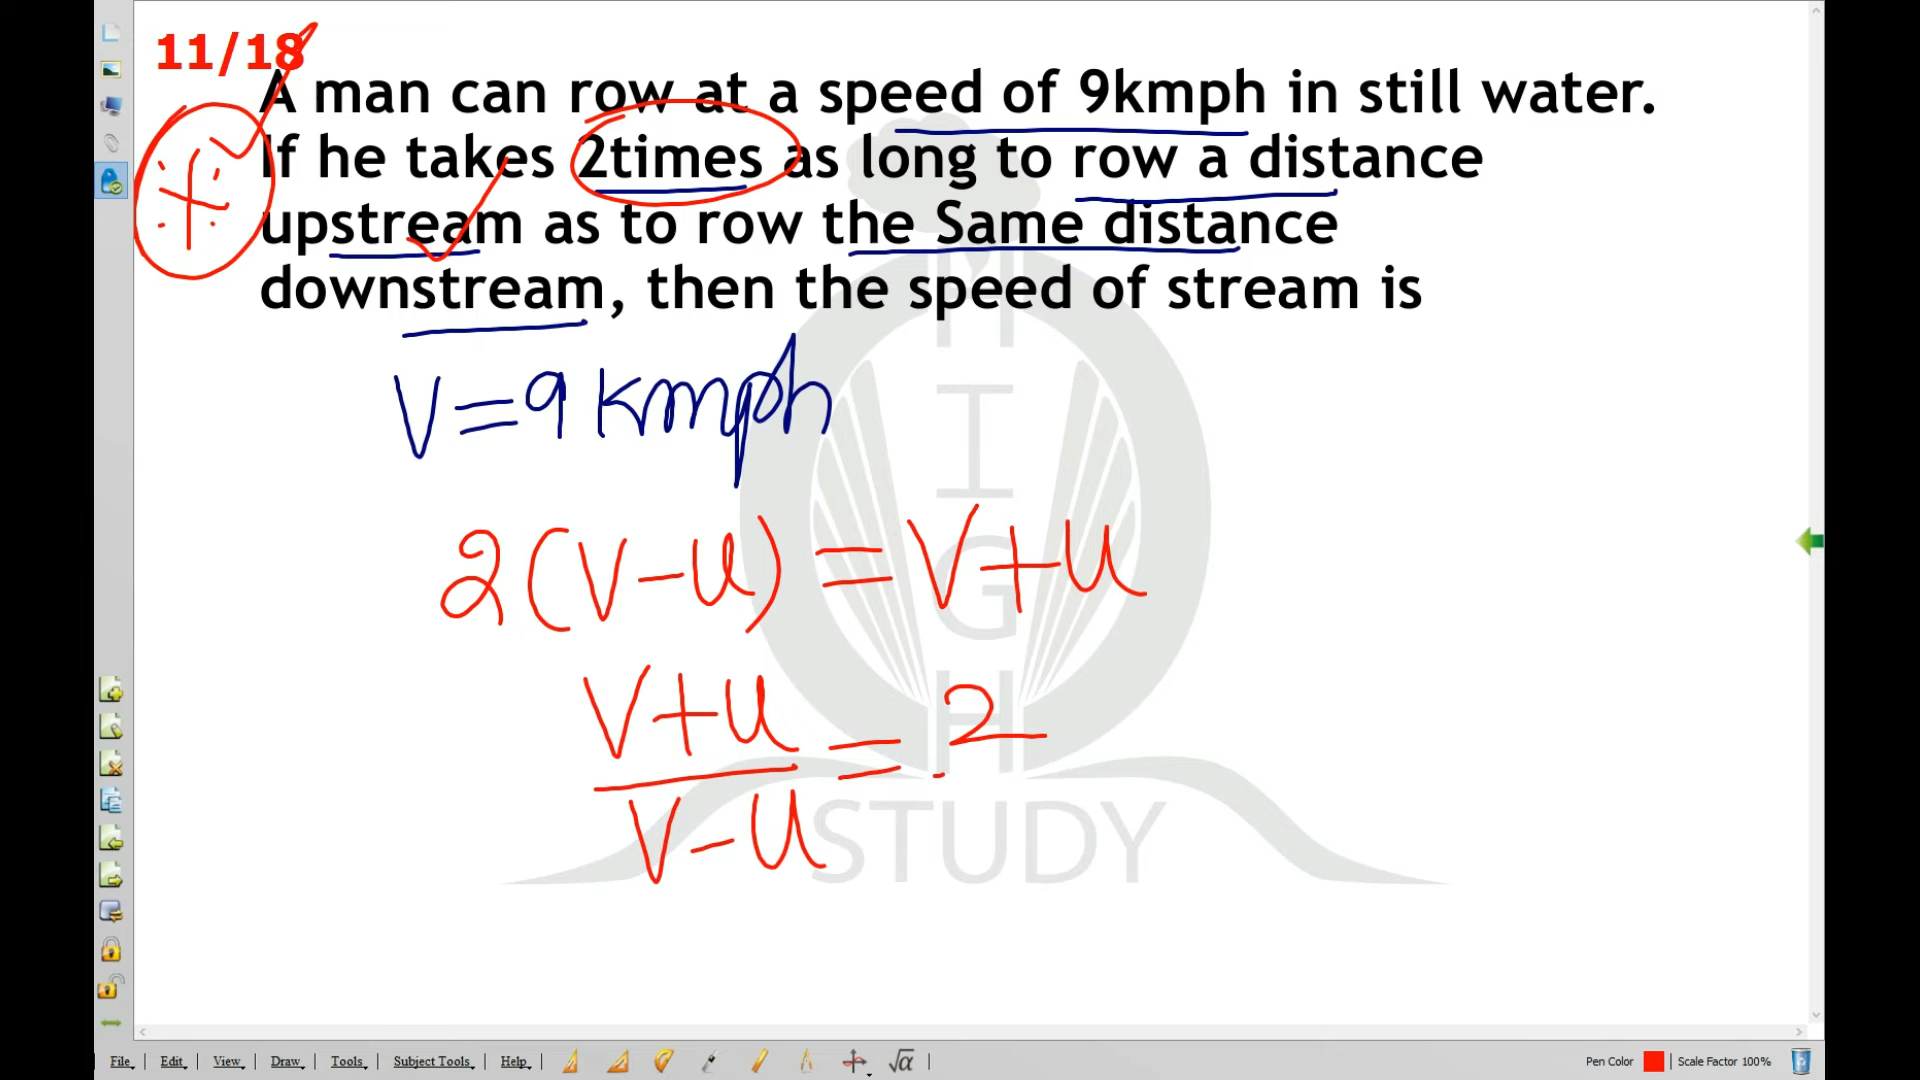 11/18
A man can row at a speed of 9kmph in still water.
If he takes 2times as long to row a distance
upstream as to row the Same distance
downstream, then the speed of stream is
V=9 kmph
2(V-u)=V+u
V+u
= 2
V-u
HIGH
STUDY
File Edit View Draw Tools Subject Tools Help √α Pen Color Scale Factor 100%